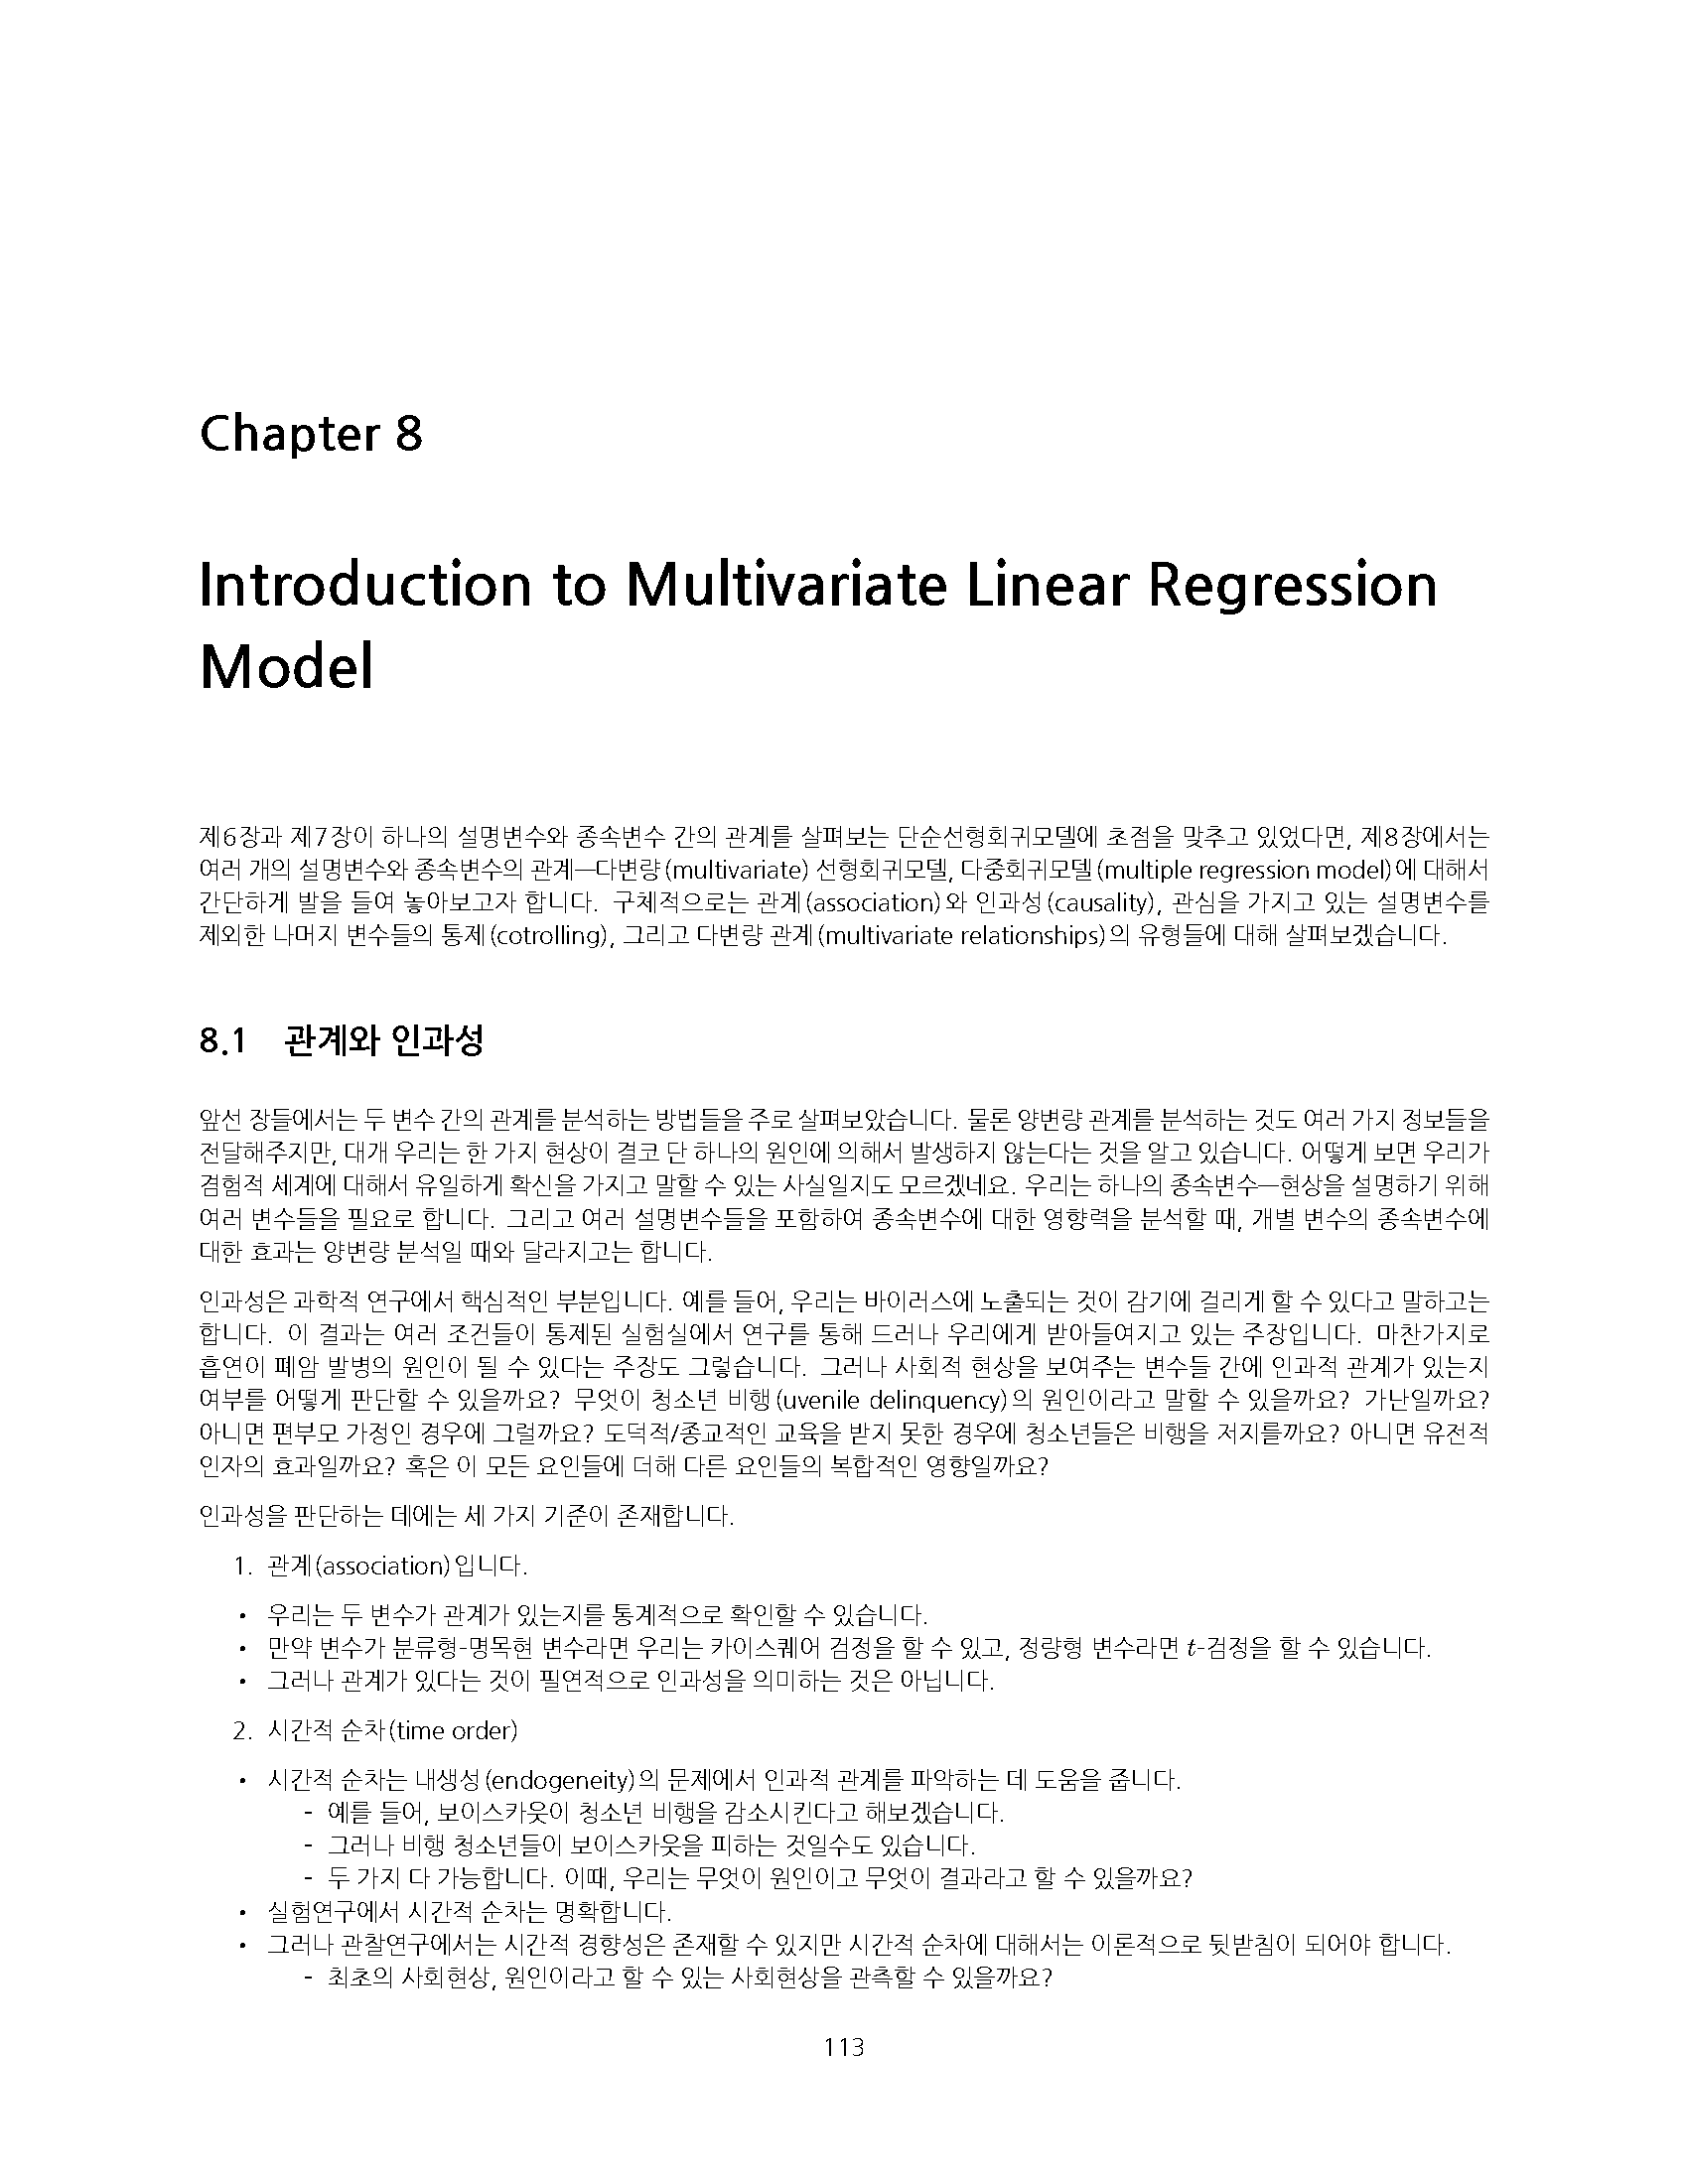 Chapter 8
Introduction to Multivariate Linear Regression
Model
제6장과 제7장이 하나의 설명변수와 종속변수 간의 관계를 살펴보는 단순선형회귀모델에 초점을 맞추고 있었다면, 제8장에서는
여러 개의 설명변수와 종속변수의 관계—다변량(multivariate) 선형회귀모델, 다중회귀모델(multiple regression model)에 대해서
간단하게 발을 들여 놓아보고자 합니다. 구체적으로는 관계(association)와 인과성(causality), 관심을 가지고 있는 설명변수를
제외한 나머지 변수들의 통제(cotrolling), 그리고 다변량 관계(multivariate relationships)의 유형들에 대해 살펴보겠습니다.
8.1 관계와 인과성
앞선 장들에서는 두 변수 간의 관계를 분석하는 방법들을 주로 살펴보았습니다. 물론 양변량 관계를 분석하는 것도 여러 가지 정보들을
전달해주지만, 대개 우리는 한 가지 현상이 결코 단 하나의 원인에 의해서 발생하지 않는다는 것을 알고 있습니다. 어떻게 보면 우리가
겸험적 세계에 대해서 유일하게 확신을 가지고 말할 수 있는 사실일지도 모르겠네요. 우리는 하나의 종속변수—현상을 설명하기 위해
여러 변수들을 필요로 합니다. 그리고 여러 설명변수들을 포함하여 종속변수에 대한 영향력을 분석할 때, 개별 변수의 종속변수에
대한 효과는 양변량 분석일 때와 달라지고는 합니다.
인과성은 과학적 연구에서 핵심적인 부분입니다. 예를 들어, 우리는 바이러스에 노출되는 것이 감기에 걸리게 할 수 있다고 말하고는
합니다. 이 결과는 여러 조건들이 통제된 실험실에서 연구를 통해 드러나 우리에게 받아들여지고 있는 주장입니다. 마찬가지로
흡연이 폐암 발병의 원인이 될 수 있다는 주장도 그렇습니다. 그러나 사회적 현상을 보여주는 변수들 간에 인과적 관계가 있는지
여부를 어떻게 판단할 수 있을까요? 무엇이 청소년 비행(uvenile delinquency)의 원인이라고 말할 수 있을까요? 가난일까요?
아니면 편부모 가정인 경우에 그럴까요? 도덕적/종교적인 교육을 받지 못한 경우에 청소년들은 비행을 저지를까요? 아니면 유전적
인자의 효과일까요? 혹은 이 모든 요인들에 더해 다른 요인들의 복합적인 영향일까요?
인과성을 판단하는 데에는 세 가지 기준이 존재합니다.
1. 관계(association)입니다.
• 우리는 두 변수가 관계가 있는지를 통계적으로 확인할 수 있습니다.
• 만약 변수가 분류형-명목현 변수라면 우리는 카이스퀘어 검정을 할 수 있고, 정량형 변수라면 t-검정을 할 수 있습니다.
• 그러나 관계가 있다는 것이 필연적으로 인과성을 의미하는 것은 아닙니다.
2. 시간적 순차(time order)
• 시간적 순차는 내생성(endogeneity)의 문제에서 인과적 관계를 파악하는 데 도움을 줍니다.
- 예를 들어, 보이스카웃이 청소년 비행을 감소시킨다고 해보겠습니다.
- 그러나 비행 청소년들이 보이스카웃을 피하는 것일수도 있습니다.
- 두 가지 다 가능합니다. 이때, 우리는 무엇이 원인이고 무엇이 결과라고 할 수 있을까요?
• 실험연구에서 시간적 순차는 명확합니다.
• 그러나 관찰연구에서는 시간적 경향성은 존재할 수 있지만 시간적 순차에 대해서는 이론적으로 뒷받침이 되어야 합니다.
- 최초의 사회현상, 원인이라고 할 수 있는 사회현상을 관측할 수 있을까요?
113